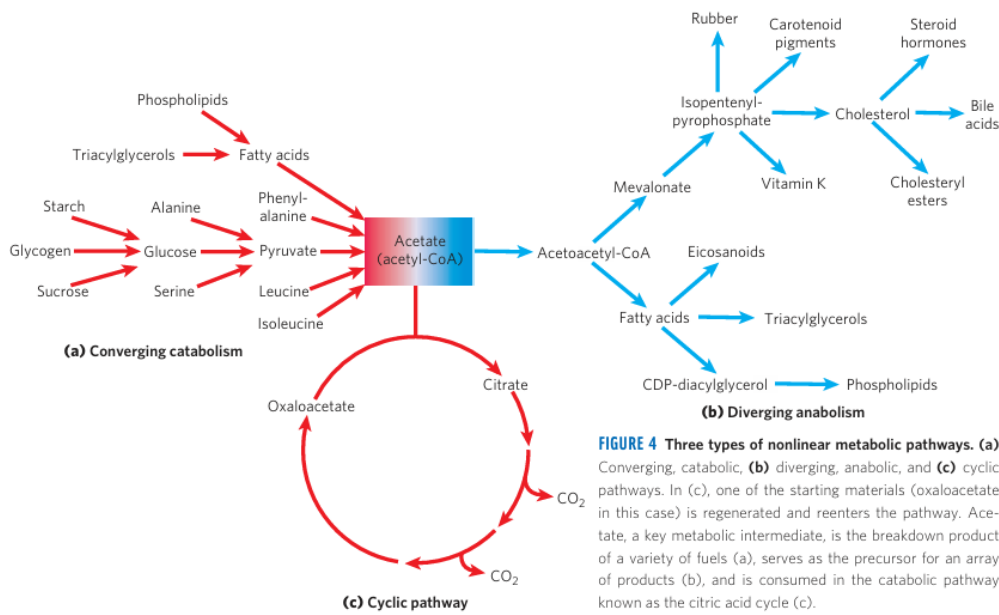 Rubber
Carotenoid
pigments
Steroid
hormones
Phospholipids
Isopentenyl-
pyrophosphate
Cholesterol
Bile
acids
Triacylglycerols
Fatty acids
Mevalonate
Vitamin K
Cholesteryl
esters
Starch
Alanine
Phenyl-
alanine
Glycogen
Glucose
Pyruvate
Acetate
(acetyl-CoA)
Acetoacetyl-CoA
Eicosanoids
Sucrose
Serine
Leucine
Isoleucine
Fatty acids
Triacylglycerols
(a) Converging catabolism
CDP-diacylglycerol
Phospholipids
(b) Diverging anabolism
Oxaloacetate
Citrate
CO2
CO2
(c) Cyclic pathway
FIGURE 4 Three types of nonlinear metabolic pathways. (a)
Converging, catabolic, (b) diverging, anabolic, and (c) cyclic
pathways. In (c), one of the starting materials (oxaloacetate
in this case) is regenerated and reenters the pathway. Ace-
tate, a key metabolic intermediate, is the breakdown product
of a variety of fuels (a), serves as the precursor for an array
of products (b), and is consumed in the catabolic pathway
known as the citric acid cycle (c).